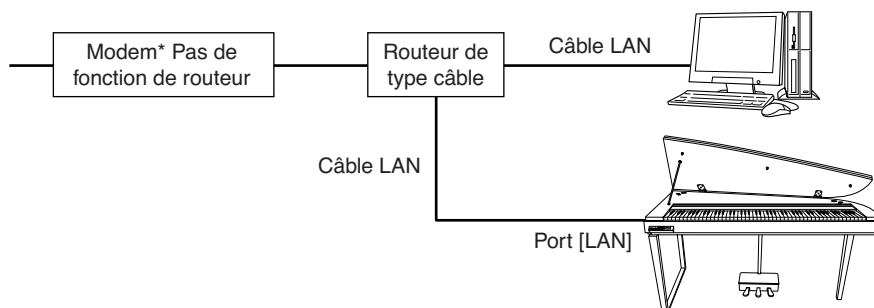 Modem* Pas de
fonction de routeur
Routeur de
type câble
Câble LAN
Câble LAN
Port [LAN]